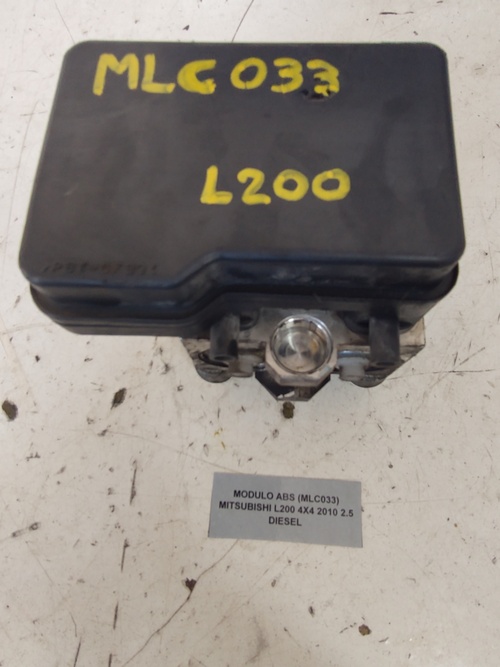 MLC033
L200
MODULO ABS (MLC033)
MITSUBISHI L200 4X4 2010 2.5
DIESEL